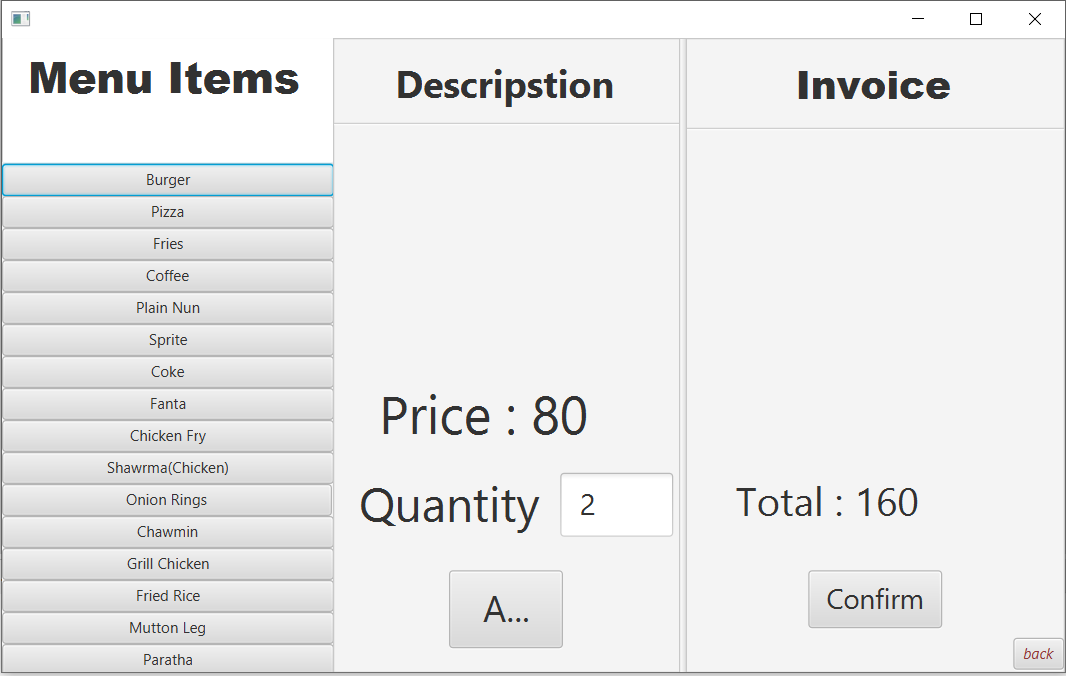 Menu Items
Burger
Pizza
Fries
Coffee
Plain Nun
Sprite
Coke
Fanta
Chicken Fry
Shawrma(Chicken)
Onion Rings
Chawmin
Grill Chicken
Fried Rice
Mutton Leg
Paratha
Descripstion
Price : 80
Quantity 2
A...
Invoice
Total : 160
Confirm
back